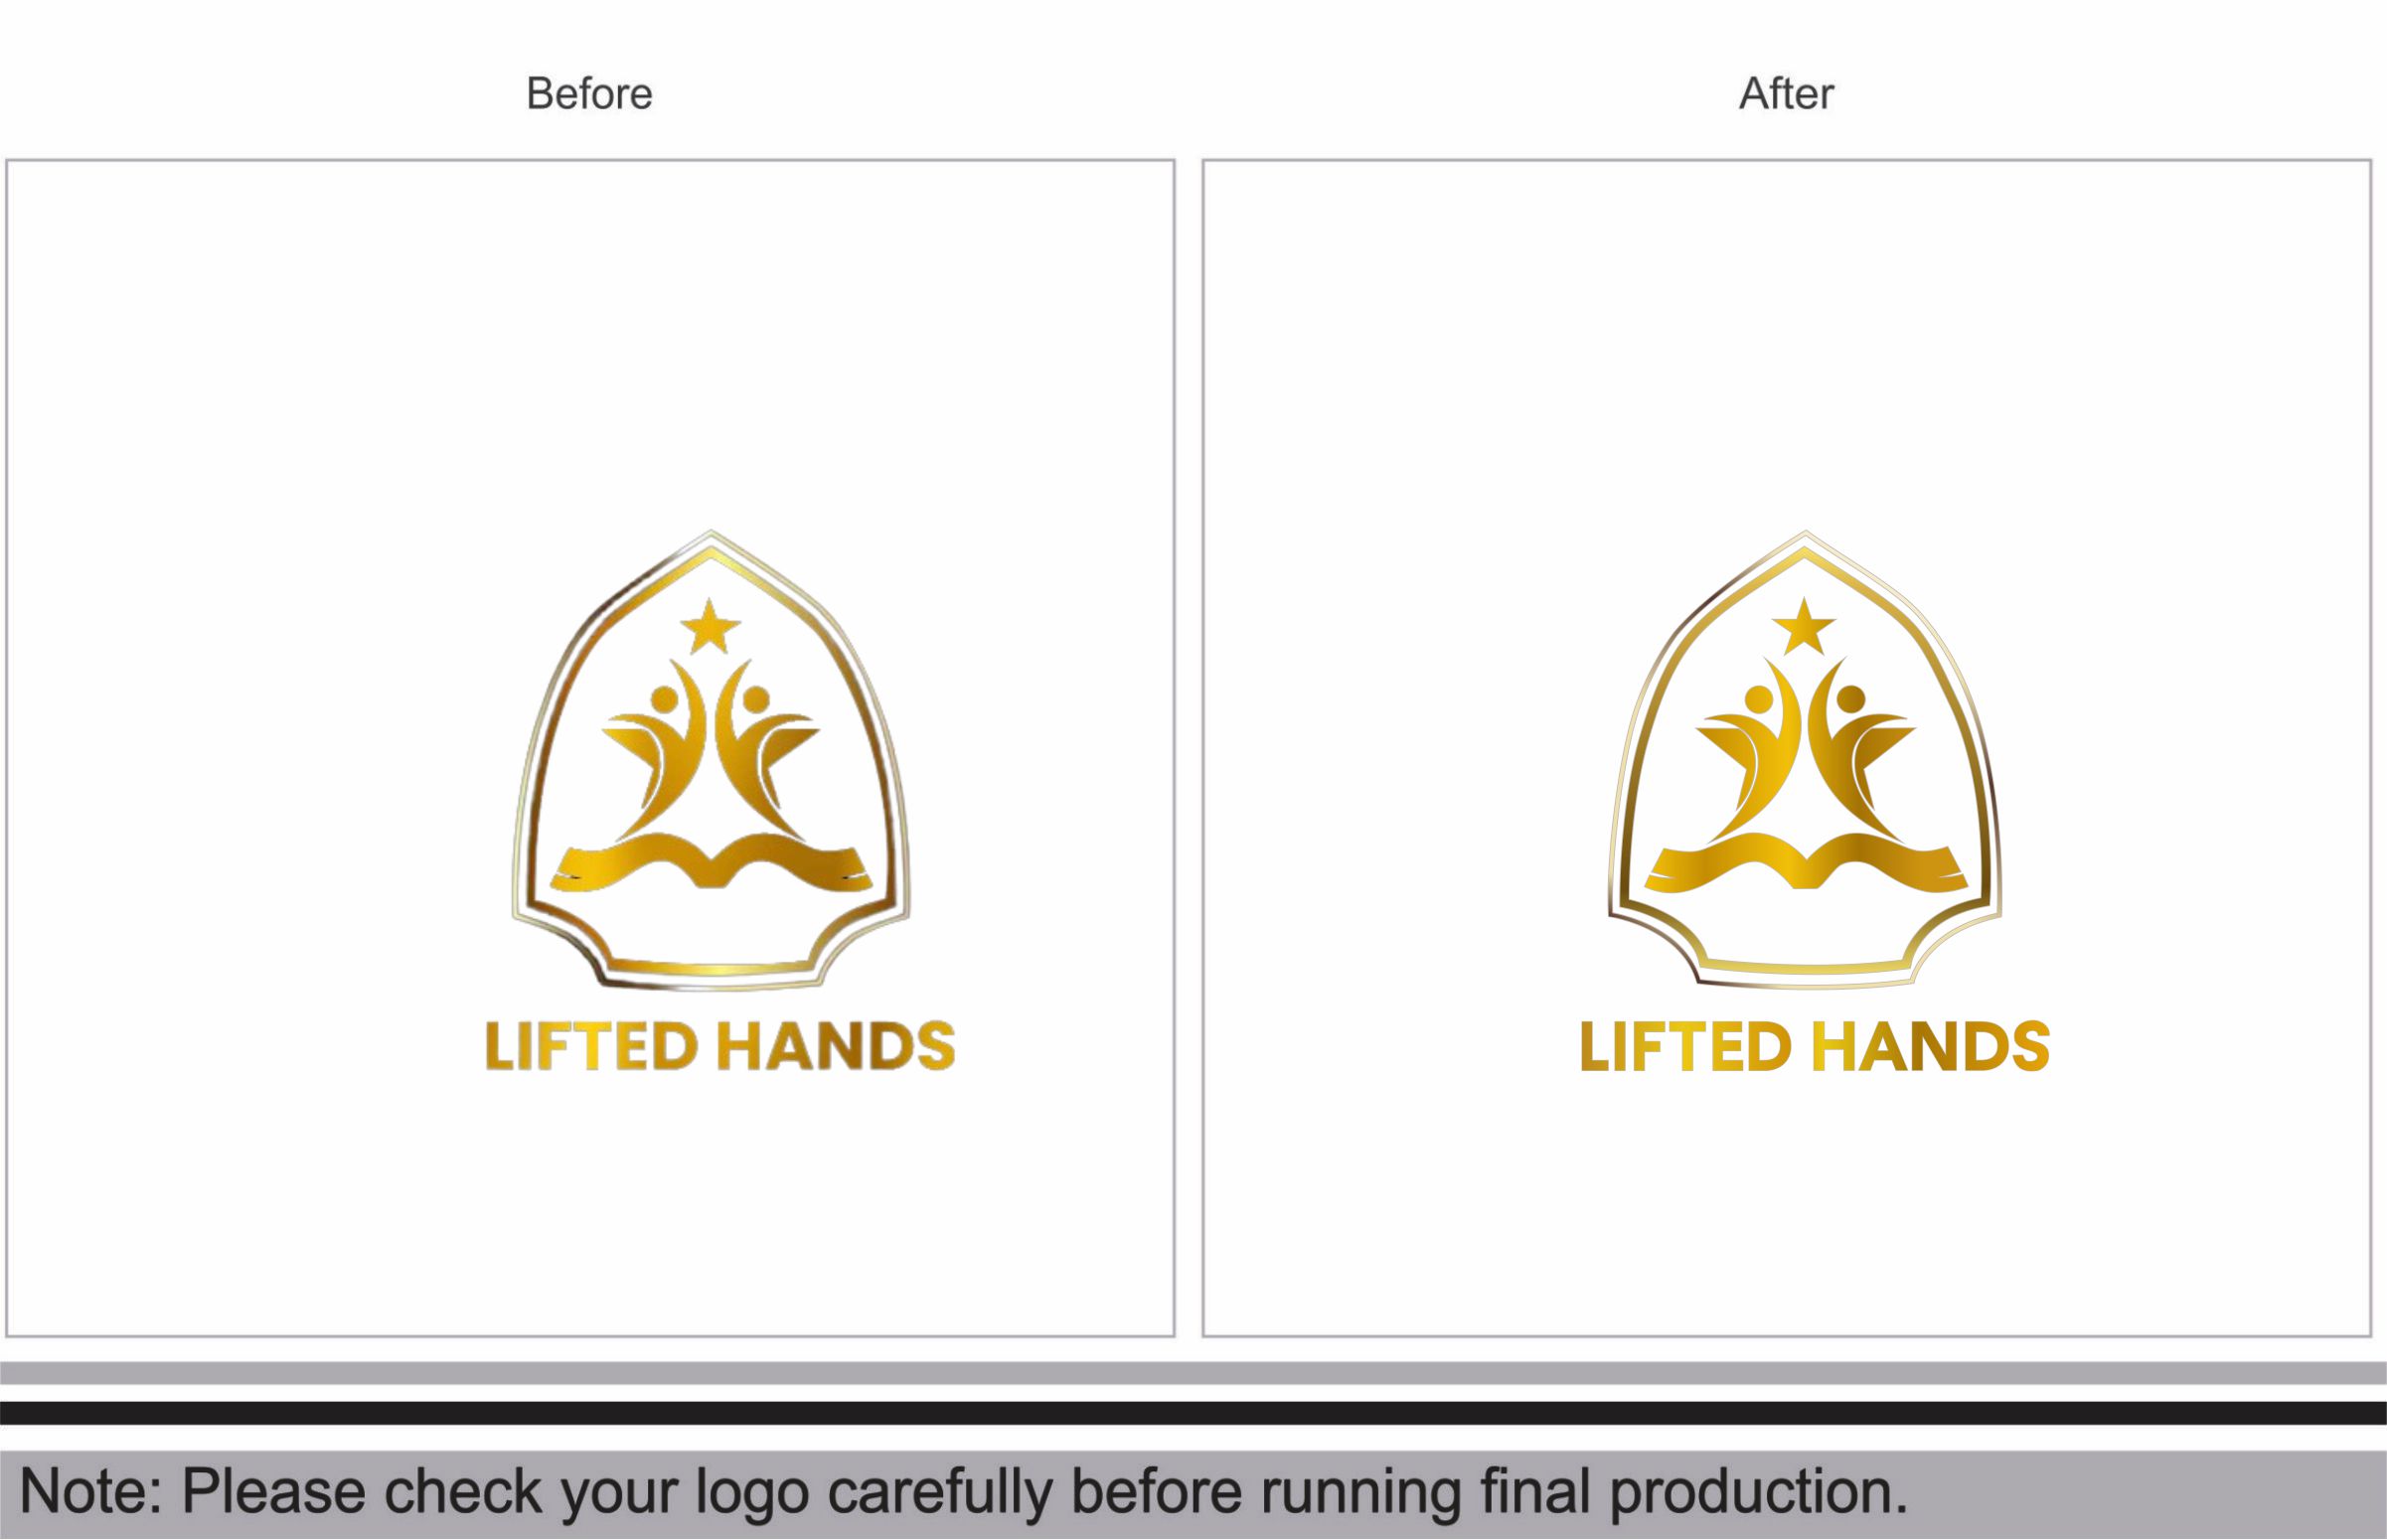 Before
After
LIFTED HANDS
LIFTED HANDS
Note: Please check your logo carefully before running final production.